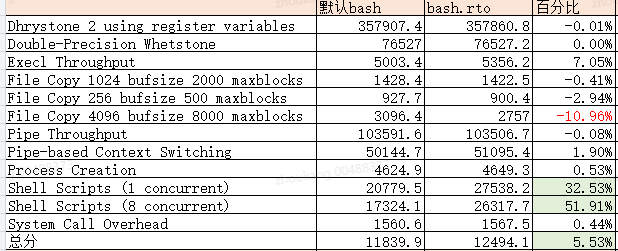 默认bash bash.rto 百分比
Dhrystone 2 using register variables 357907.4 357860.8 -0.01%
Double-Precision Whetstone 76527 76527.2 0.00%
Execl Throughput 5003.4 5356.2 7.05%
File Copy 1024 bufsize 2000 maxblocks 1428.4 1422.5 -0.41%
File Copy 256 bufsize 500 maxblocks 927.7 900.4 -2.94%
File Copy 4096 bufsize 8000 maxblocks 3096.4 2757 -10.96%
Pipe Throughput 103591.6 103506.7 -0.08%
Pipe-based Context Switching 50144.7 51095.4 1.90%
Process Creation 4624.9 4649.3 0.53%
Shell Scripts (1 concurrent) 20779.5 27538.2 32.53%
Shell Scripts (8 concurrent) 17324.1 26317.7 51.91%
System Call Overhead 1560.6 1567.5 0.44%
总分 11839.9 12494.1 5.53%